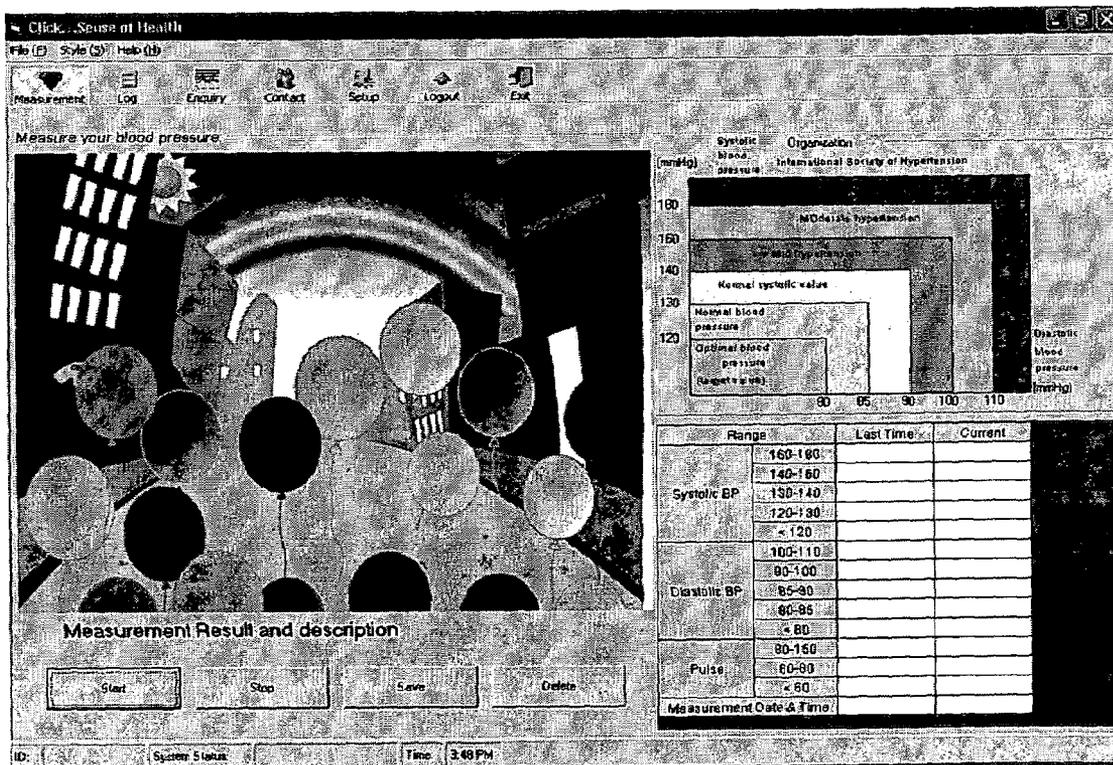 Click...Sense of Health
File (F) Style (S) Help (H)
Measurement Log Enquiry Contact Setup Logout Exit
Measure your blood pressure
Systolic blood pressure
(mmHg)
Organization
International Society of Hypertension
180
Moderate hypertension
160
hypertension
140
Normal systolic value
130
Normal blood pressure
120
Optimal blood pressure
(target value)
80 85 90 100 110
Diastolic
Blood
pressure
(mmHg)
Range Last Time Current
Systolic BP
160-180
140-160
130-140
120-130
< 120
Diastolic BP
100-110
90-100
85-90
80-85
< 80
Pulse
80-150
60-80
< 60
Measurement Date & Time
Measurement Result and description
Start Stop Save Delete
ID: System Status: Time 3:48 PM